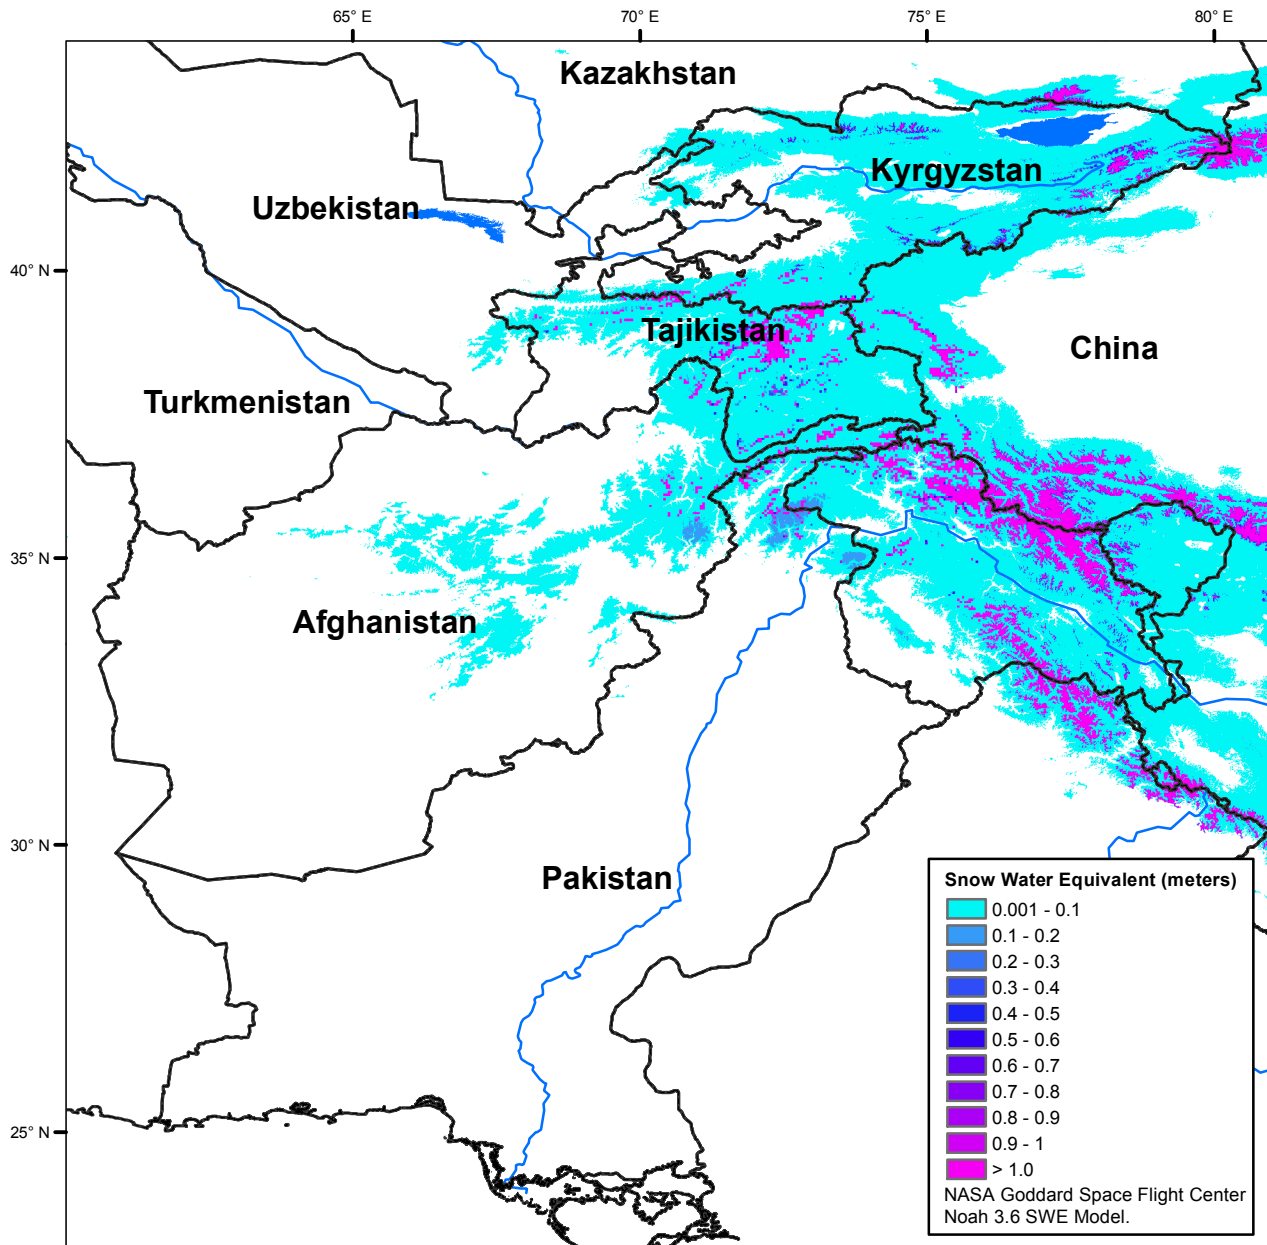 65° E
70° E
75° E
80° E
Kazakhstan
Kyrgyzstan
Uzbekistan
40° N
Tajikistan
China
Turkmenistan
35° N
Afghanistan
30° N
Pakistan
25° N
Snow Water Equivalent (meters)
0.001 - 0.1
0.1 - 0.2
0.2 - 0.3
0.3 - 0.4
0.4 - 0.5
0.5 - 0.6
0.6 - 0.7
0.7 - 0.8
0.8 - 0.9
0.9 - 1
> 1.0
NASA Goddard Space Flight Center
Noah 3.6 SWE Model.